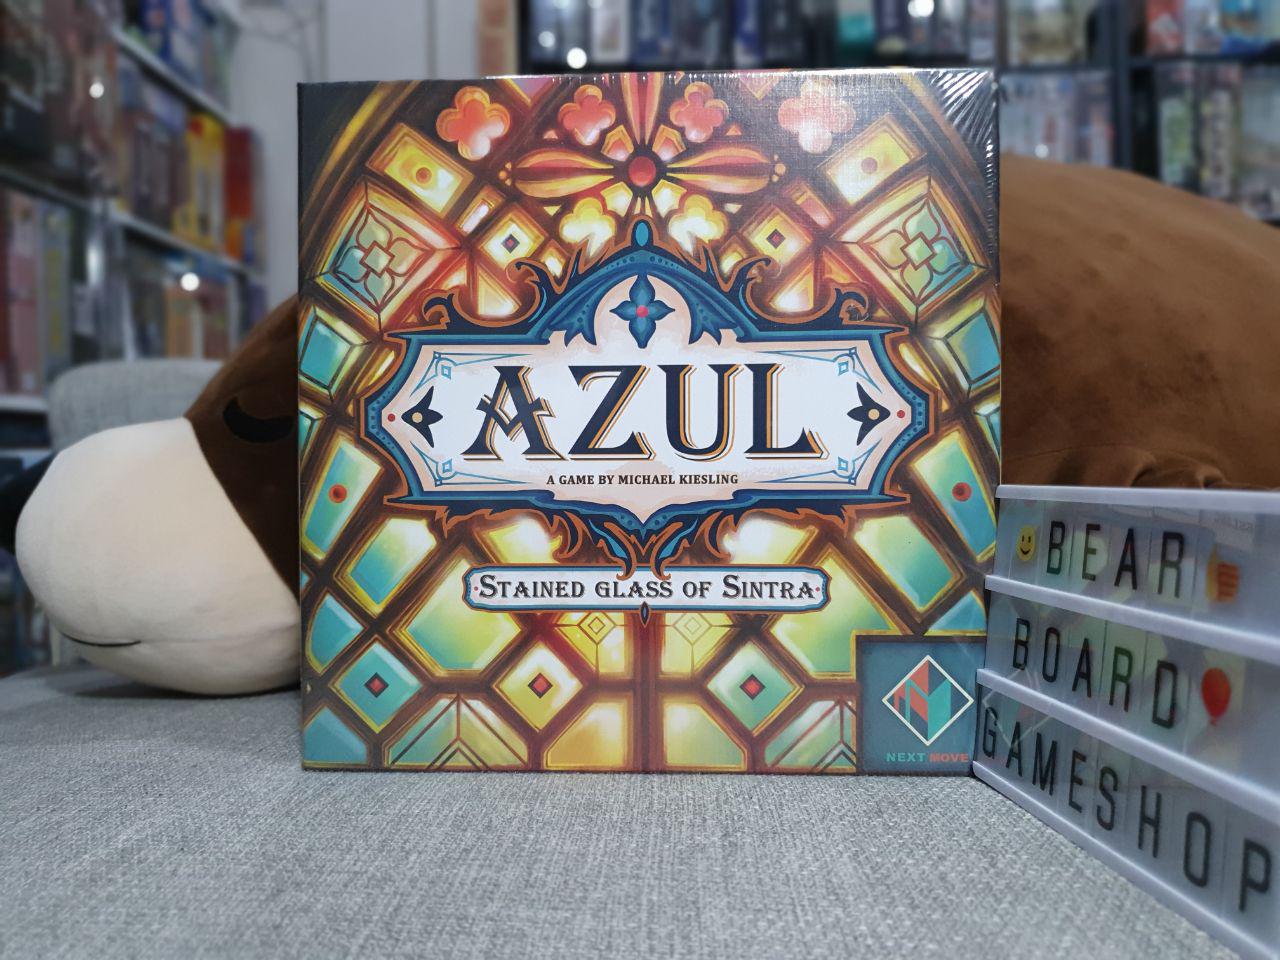 AZUL
A GAME BY MICHAEL KIESLING
STAINED GLASS OF SINTRA
NEXT MOVE
BEAR
BOARD
GAMESHOP